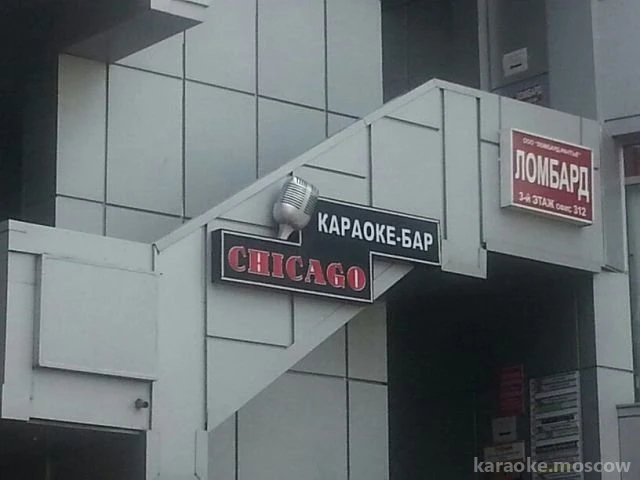 КАРАОКЕ-БАР
CHICAGO
ЛОМБАРД
3-й ЭТАЖ офис 312
karaoke.moscow